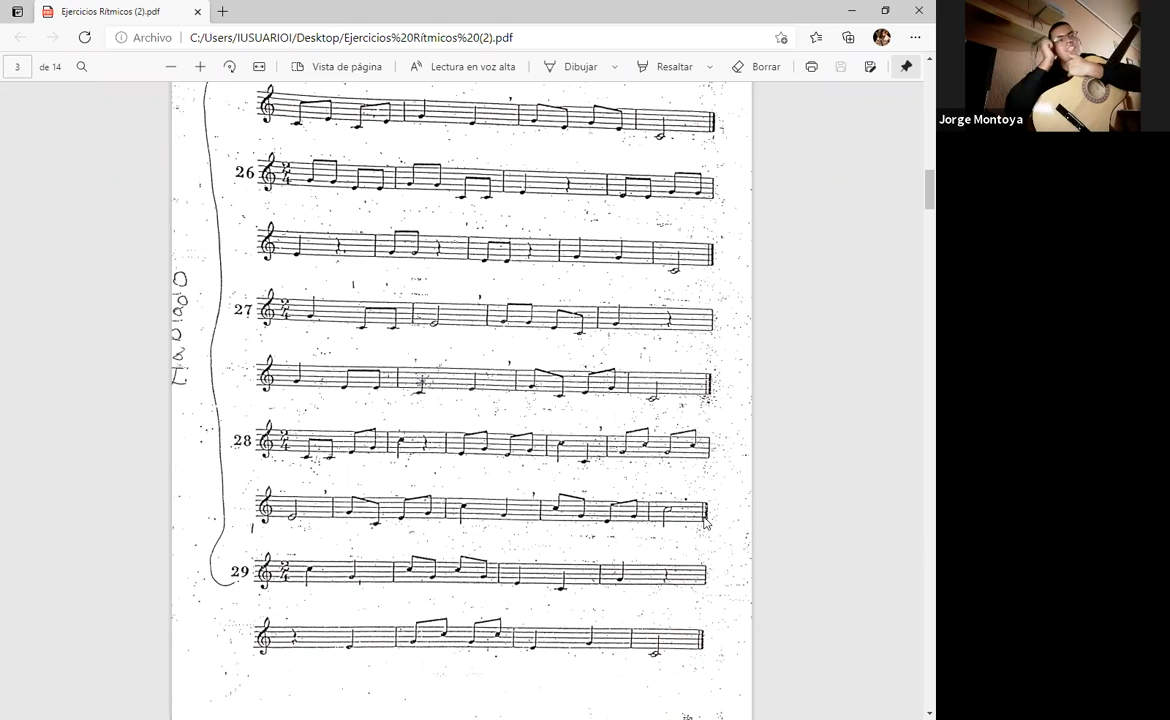 Ejercicios Rítmicos (2).pdf
Archivo C:/Users/IUSUARIOI/Desktop/Ejercicios%20Rítmicos%20(2).pdf
3 de 14 Vista de página Lectura en voz alta Dibujar Resaltar Borrar
Jorge Montoya
26
27
Hablado
28
29